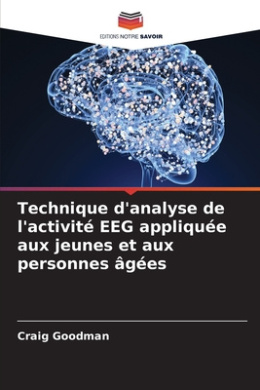 EDITIONS NOTRE SAVOIR
Technique d'analyse de
l'activité EEG appliquée
aux jeunes et aux
personnes âgées
Craig Goodman